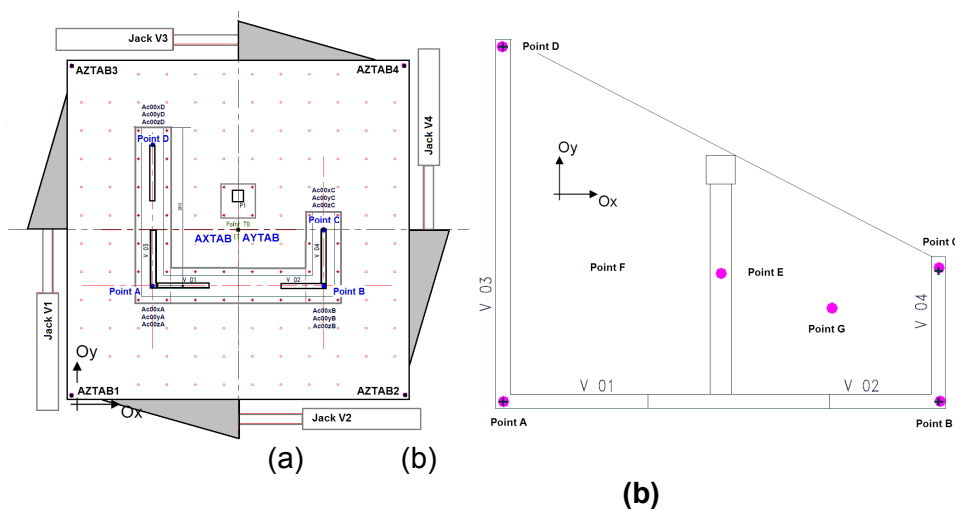 Jack V3
AZTAB3
AZTAB4
Ac00xD
Ac00yD
Ac00zD
Point D
Jack V4
Ac00xC
Ac00yC
Ac00zC
P1
Point T0
Point C
AXTAB
AYTAB
V 03
V 04
V 01
V 02
Point A
Point B
Ac00xA
Ac00yA
Ac00zA
Ac00xB
Ac00yB
Ac00zB
Jack V1
Oy
AZTAB1
Ox
AZTAB2
Jack V2
(a)
(b)
Point D
Oy
Ox
Point F
Point E
Point C
V 03
V 04
Point G
V 01
V 02
Point A
Point B
(b)